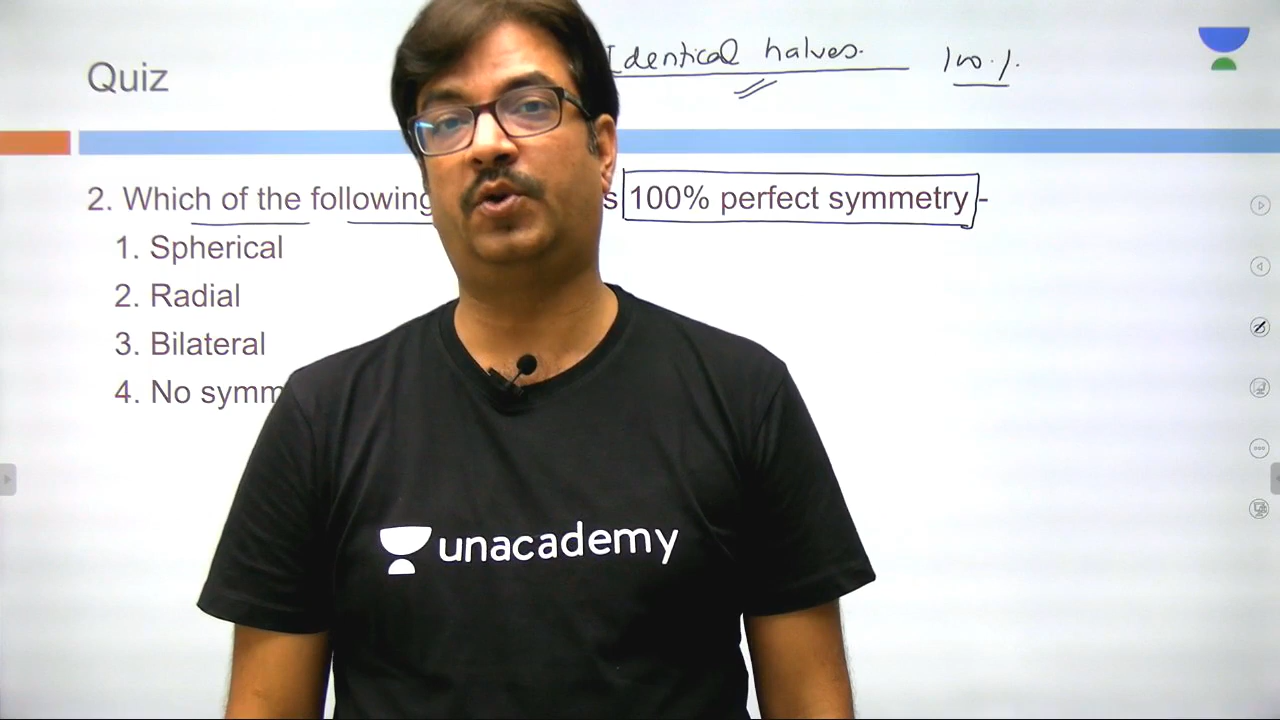 Identical halves. 100%.
Quiz
2. Which of the following s 100% perfect symmetry -
1. Spherical
2. Radial
3. Bilateral
4. No symm
unacademy